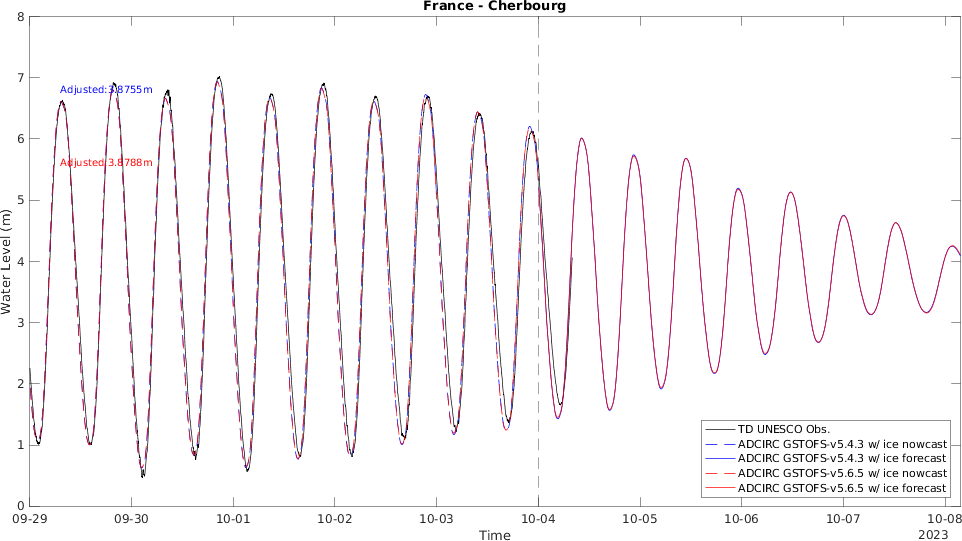 France - Cherbourg
8
7
6
5
4
3
2
1
0
Water Level (m)
Adjusted:3.8755m
Adjusted:3.8788m
TD UNESCO Obs.
ADCIRC GSTOFS-v5.4.3 w/ ice nowcast
ADCIRC GSTOFS-v5.4.3 w/ ice forecast
ADCIRC GSTOFS-v5.6.5 w/ ice nowcast
ADCIRC GSTOFS-v5.6.5 w/ ice forecast
09-29 09-30 10-01 10-02 10-03 10-04 10-05 10-06 10-07 10-08
Time
2023